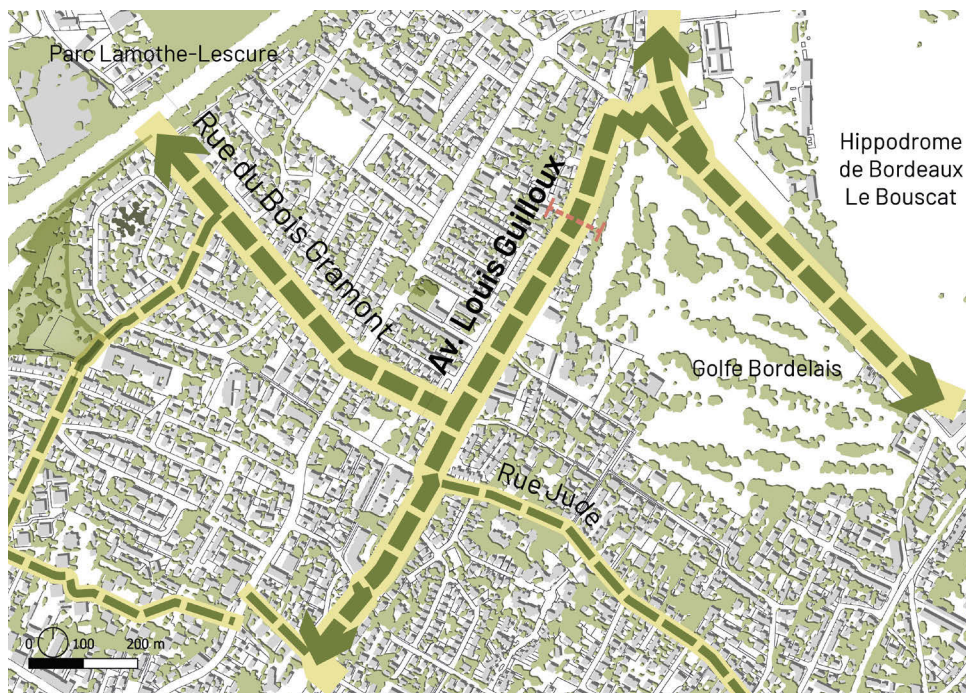 Parc Lamothe-Lescure
Rue du Bois Gramont
Av. Louis Guilloux
Hippodrome
de Bordeaux
Le Bouscat
Golfe Bordelais
Rue Jude
0 100 200 m